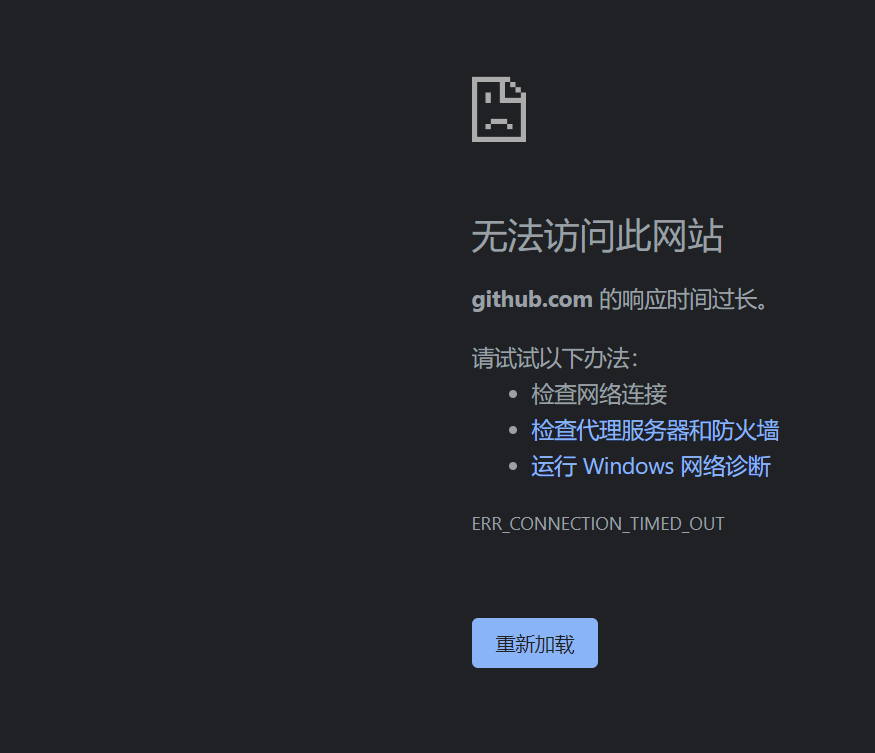 无法访问此网站
github.com 的响应时间过长。
请试试以下办法：
检查网络连接
检查代理服务器和防火墙
运行 Windows 网络诊断
ERR_CONNECTION_TIMED_OUT
重新加载